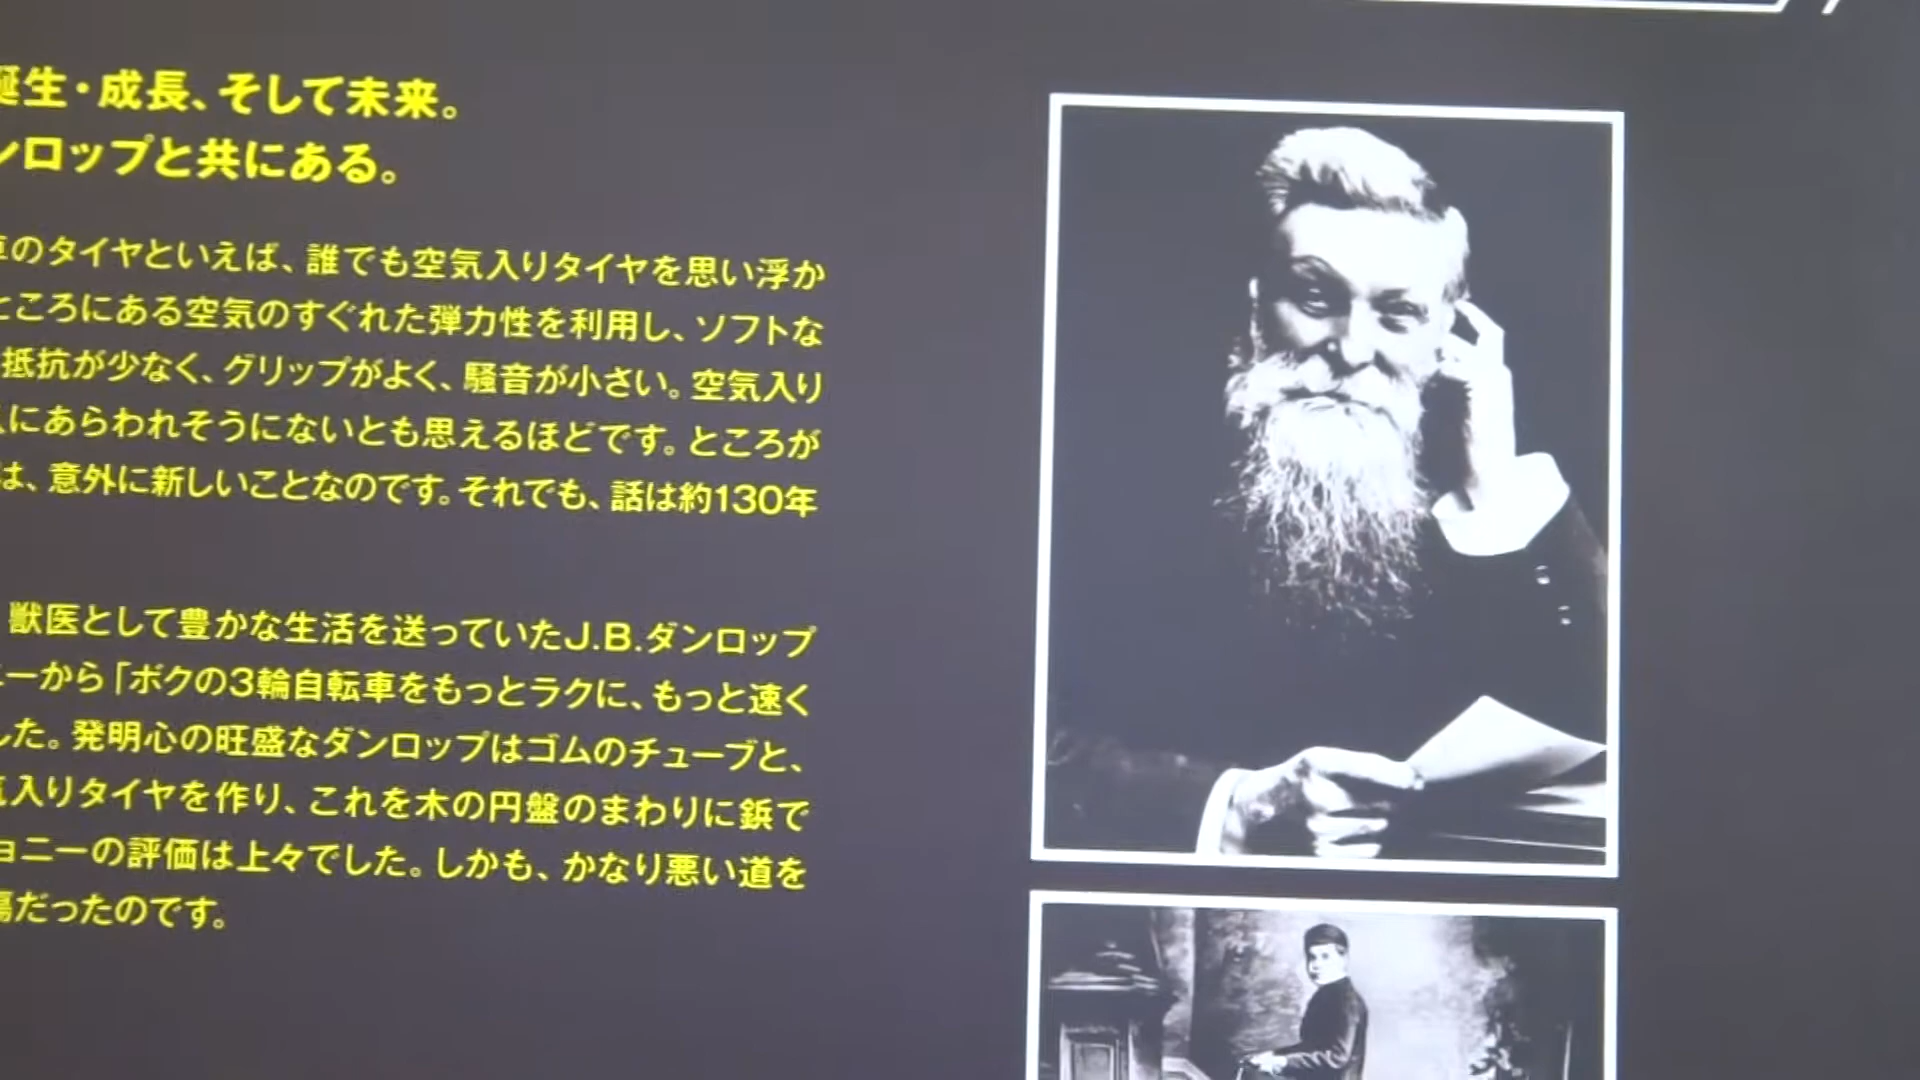 誕生・成長、そして未来。
ンロップと共にある。
車のタイヤといえば、誰でも空気入りタイヤを思い浮か
ところにある空気のすぐれた弾力性を利用し、ソフトな
抵抗が少なく、グリップがよく、騒音が小さい。空気入り
にあらわれそうにないとも思えるほどです。ところが
は、意外に新しいことなのです。それでも、話は約130年
獣医として豊かな生活を送っていたJ.B.ダンロップ
ニーから「ボクの3輪自転車をもっとラクに、もっと速く
した。発明心の旺盛なダンロップはゴムのチューブと、
気入りタイヤを作り、これを木の円盤のまわりに鋲で
ョニーの評価は上々でした。しかも、かなり悪い道を
だったのです。